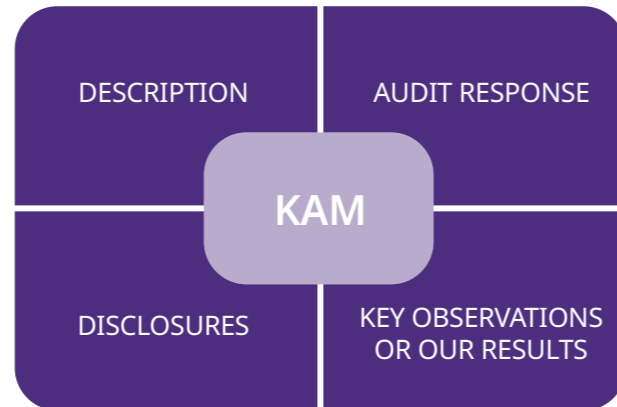 DESCRIPTION
AUDIT RESPONSE
KAM
DISCLOSURES
KEY OBSERVATIONS
OR OUR RESULTS